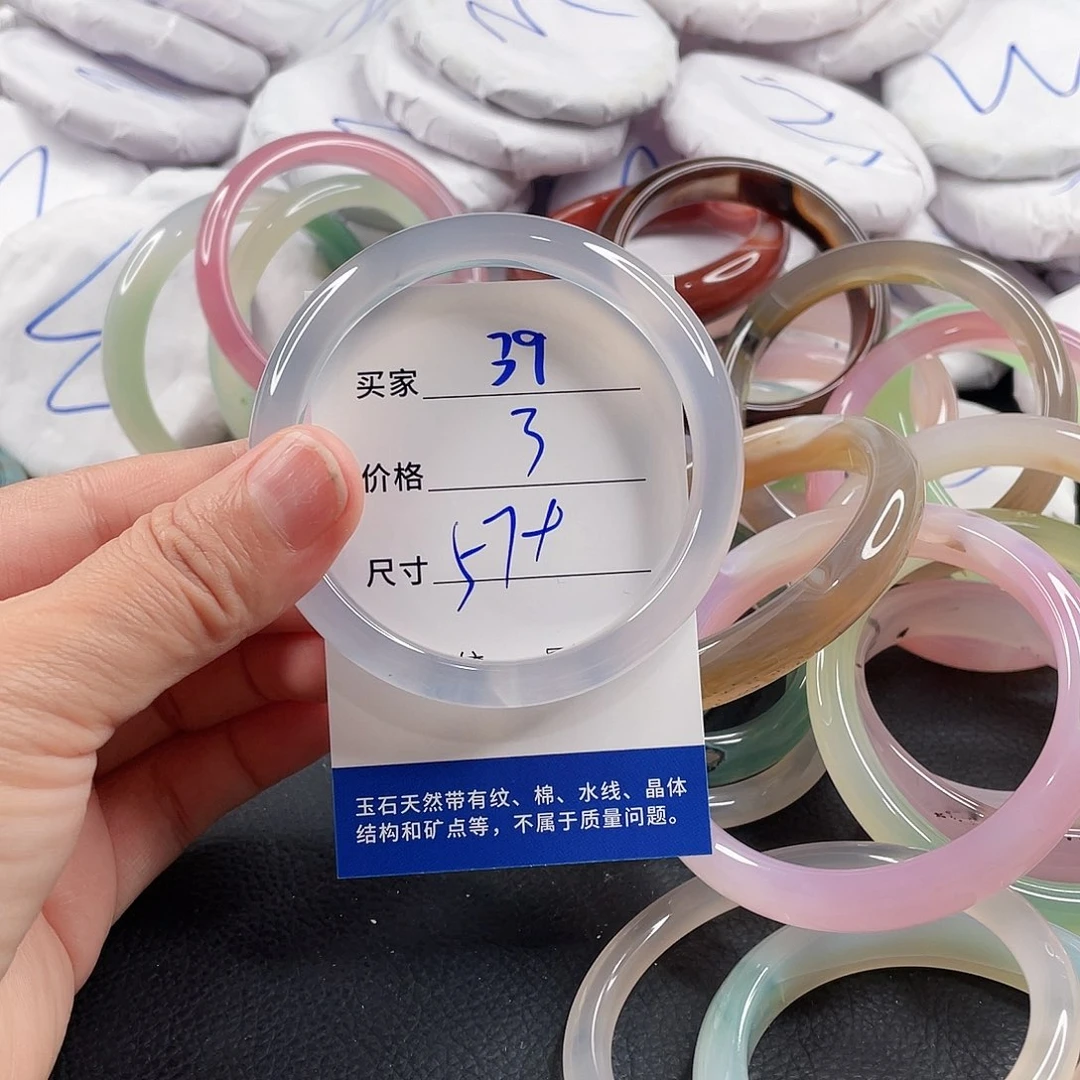 买家 39
价格 3
尺寸 57+
玉石天然带有纹、棉、水线、晶体
结构和矿点等，不属于质量问题。